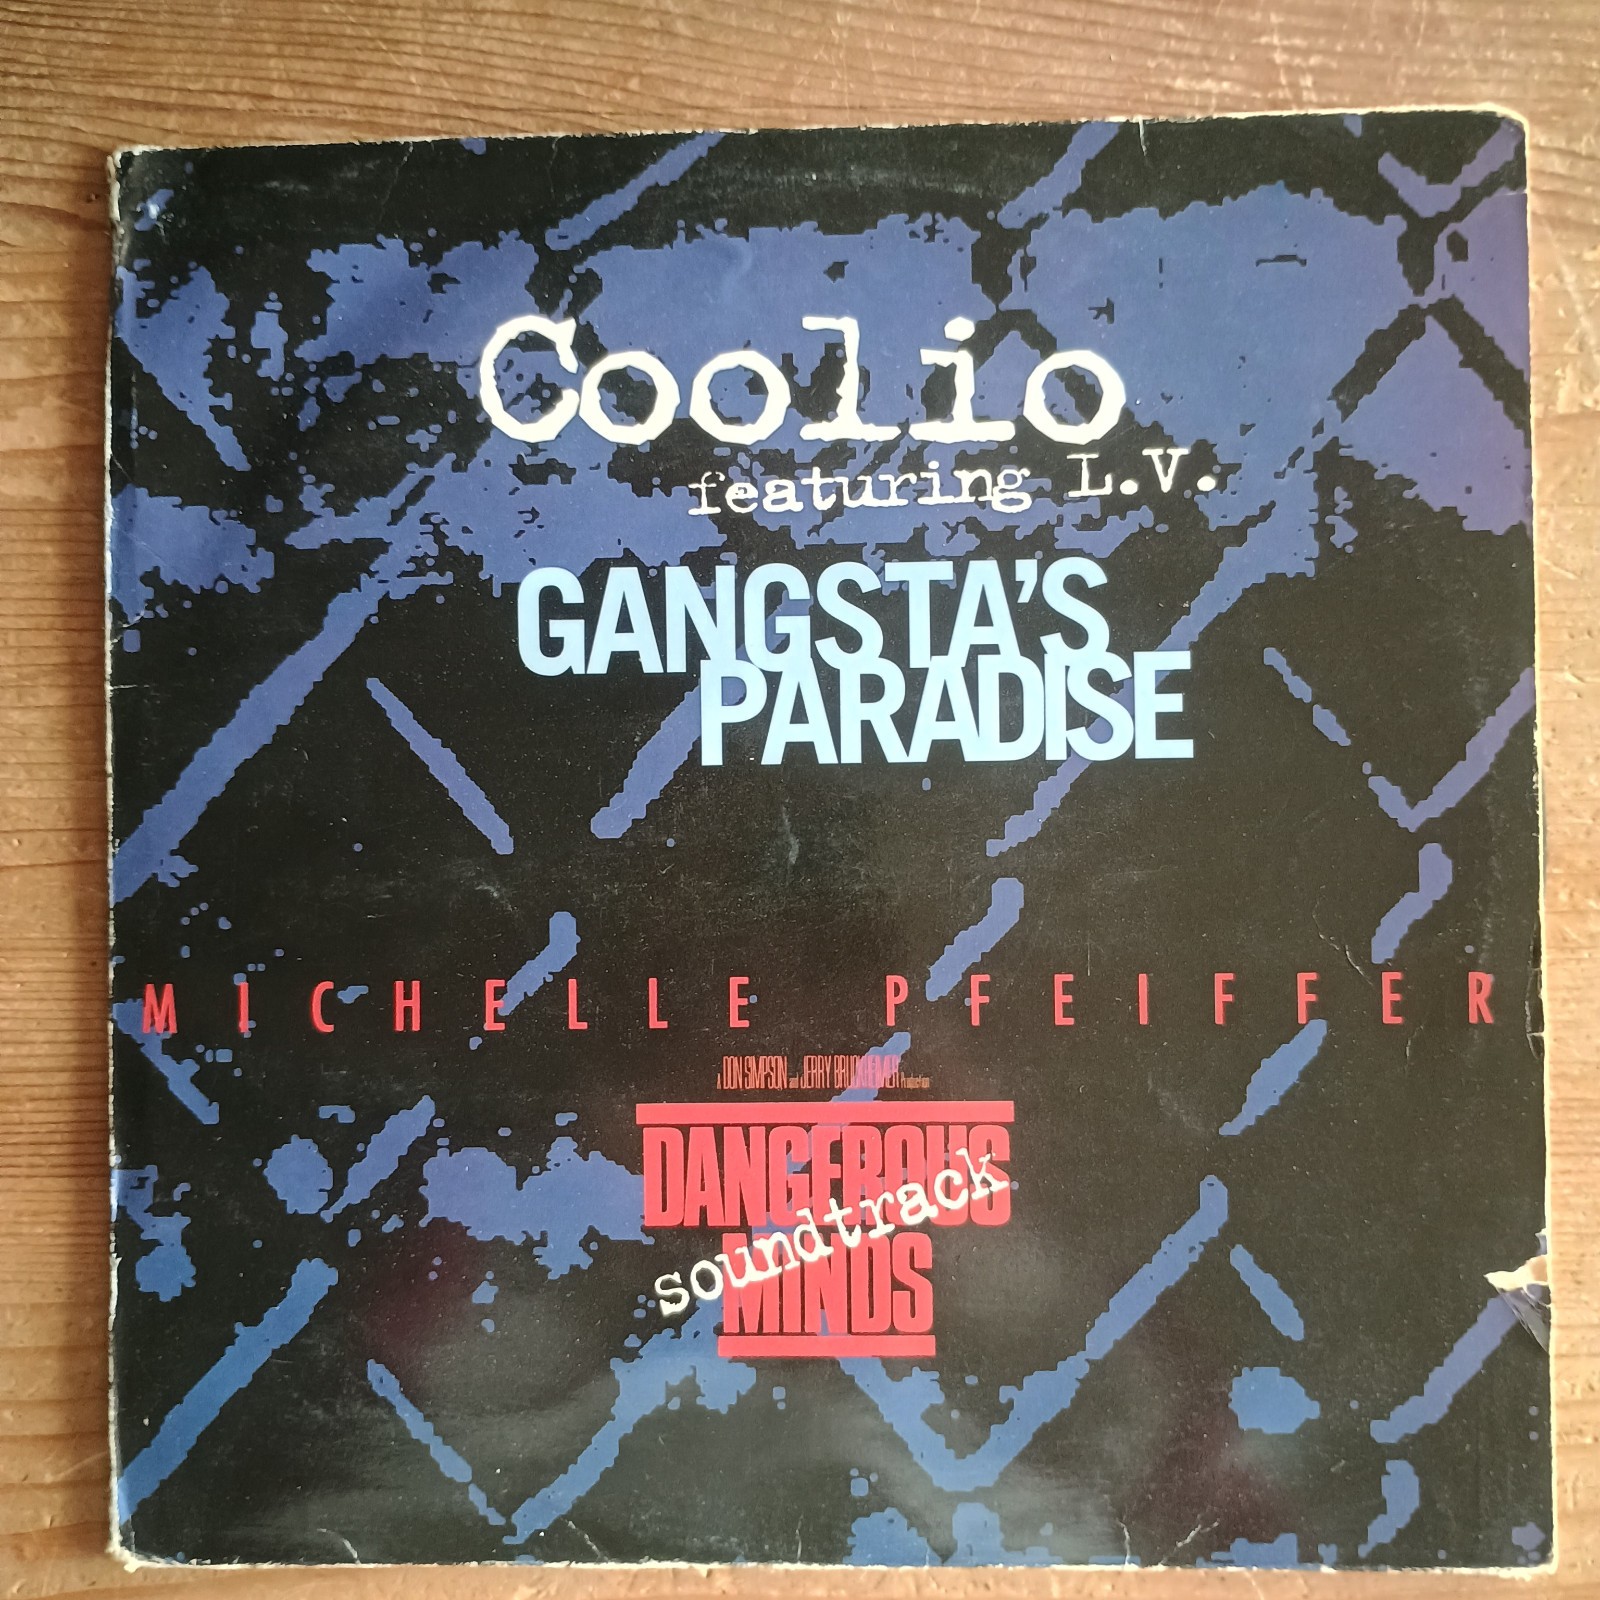 Coolio
featuring L.V.
GANGSTA'S
PARADISE
MICHELLE PFEIFFER
A DON SIMPSON and JERRY BRUCKHEIMER Production
DANGEROUS
soundtrack
MINDS